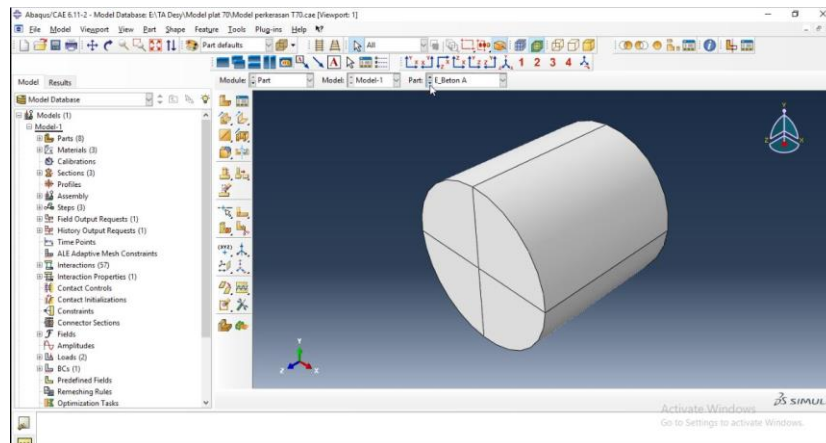 Abaqus/CAE 6.11-2 - Model Database: E:\TA Desy\Model plat 70\Model perkerasan T70.cae [Viewport: 1]
File Model Viewport View Part Shape Feature Tools Plug-ins Help
Part defaults All
1 2 3 4
Model Results Module: Part Model: Model-1 Part: E_Beton A
Model Database
Models (1)
Model-1
Parts (8)
Materials (3)
Calibrations
Sections (3)
Profiles
Assembly
Steps (3)
Field Output Requests (1)
History Output Requests (1)
Time Points
ALE Adaptive Mesh Constraints
Interactions (57)
Interaction Properties (1)
Contact Controls
Contact Initializations
Constraints
Connector Sections
Fields
Amplitudes
Loads (2)
BCs (1)
Predefined Fields
Remeshing Rules
Optimization Tasks
(XYZ)
Y
Z X
Y
Z X
SIMUL
Activate Windows
Go to Settings to activate Windows.